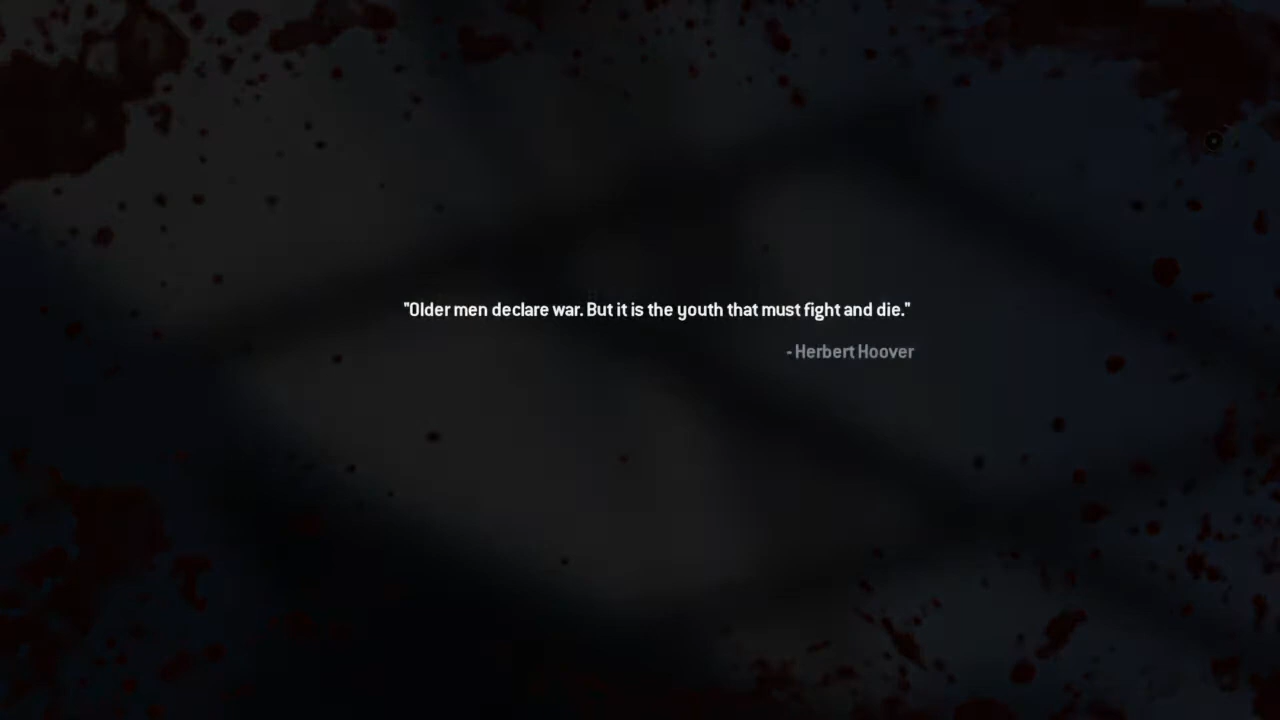 "Older men declare war. But it is the youth that must fight and die."
- Herbert Hoover